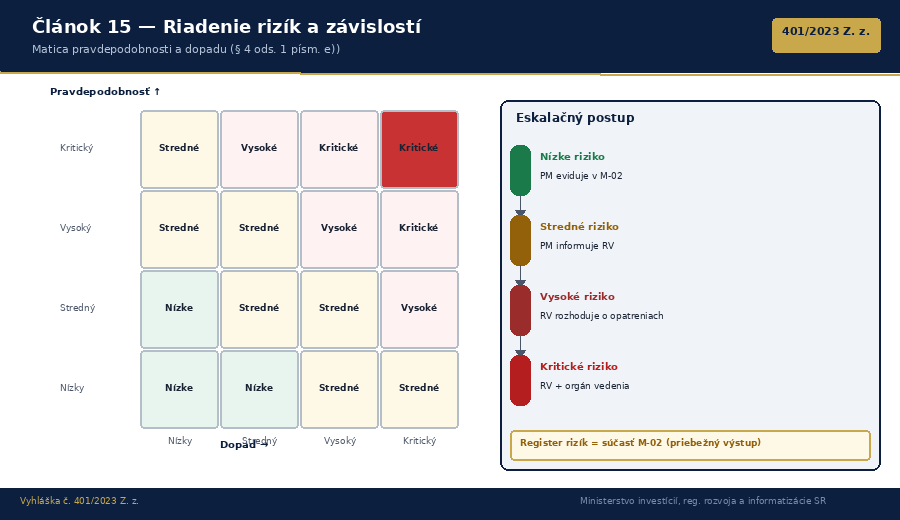 Článok 15 — Riadenie rizík a závislostí
Matica pravdepodobnosti a dopadu (§ 4 ods. 1 písm. e))
401/2023 Z. z.
Pravdepodobnosť ↑
Kritický
Stredné
Vysoké
Kritické
Kritické
Vysoký
Stredné
Stredné
Vysoké
Kritické
Stredný
Nízke
Stredné
Stredné
Vysoké
Nízky
Nízke
Nízke
Stredné
Stredné
Nízky
Stredný
Vysoký
Kritický
Dopad →
Eskalačný postup
Nízke riziko
PM eviduje v M-02
Stredné riziko
PM informuje RV
Vysoké riziko
RV rozhoduje o opatreniach
Kritické riziko
RV + orgán vedenia
Register rizík = súčasť M-02 (priebežný výstup)
Vyhláška č. 401/2023 Z. z.
Ministerstvo investícií, reg. rozvoja a informatizácie SR